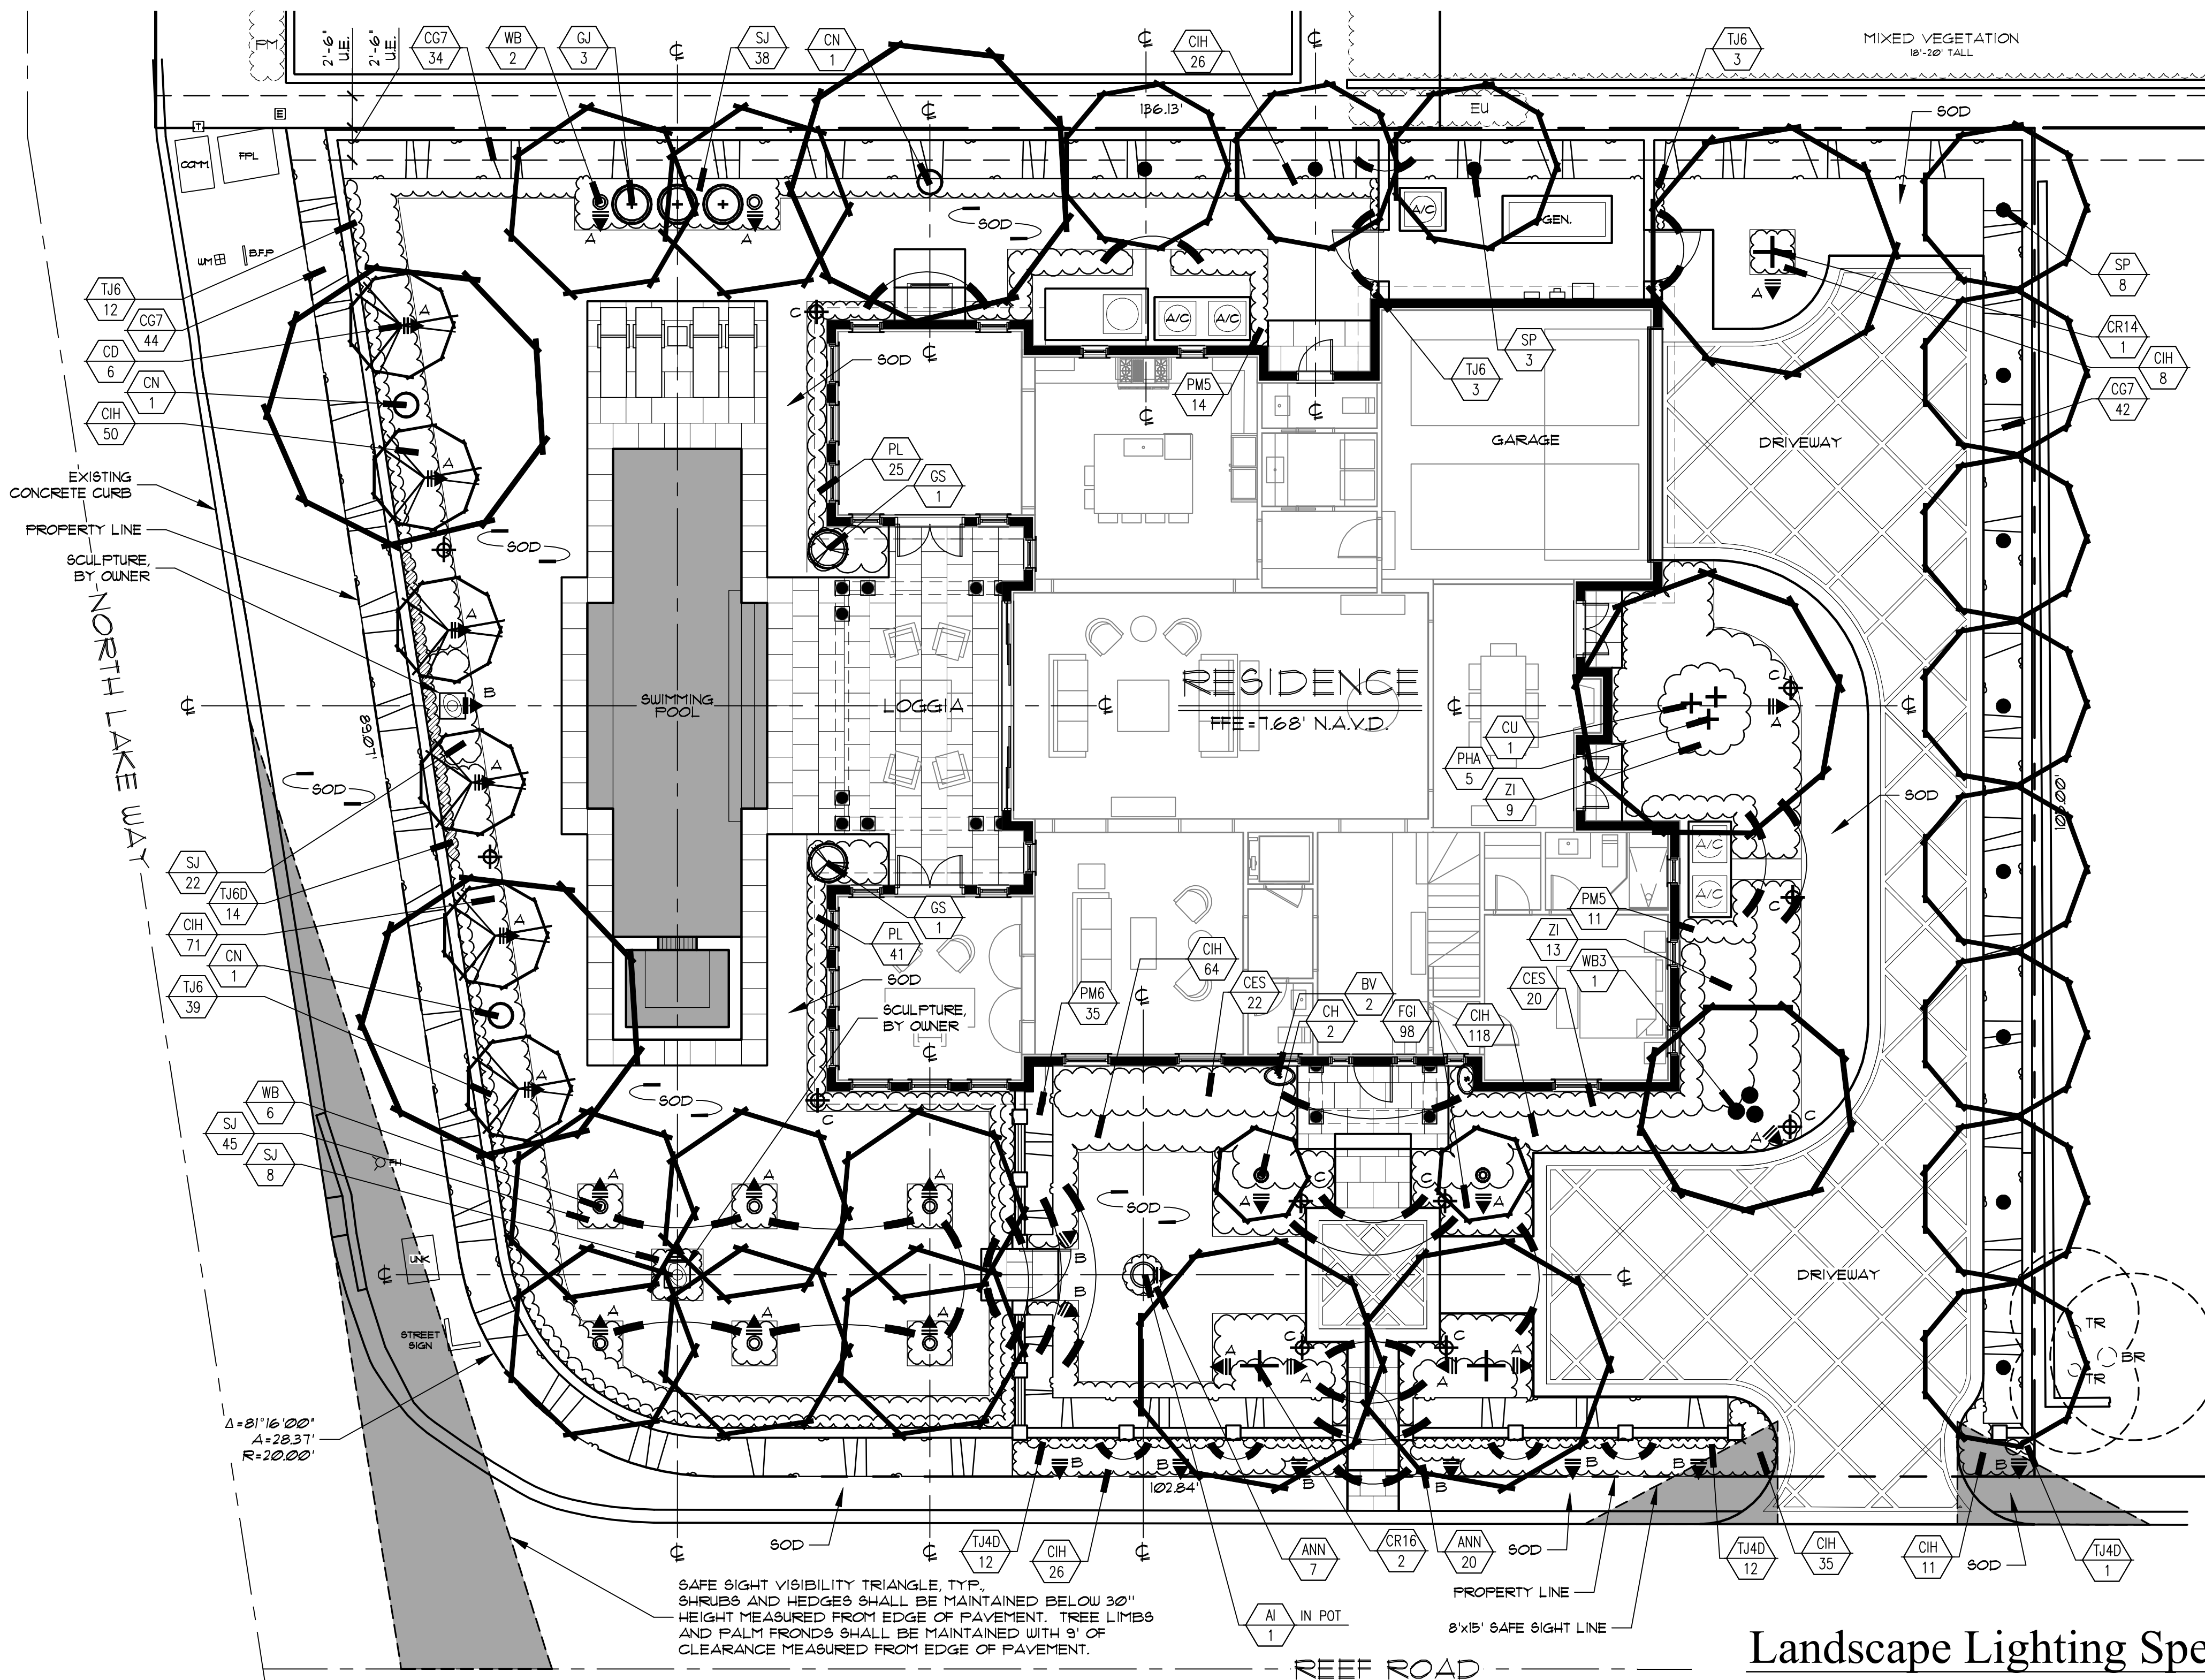 PM
2'-6"
U.E.
2'-6"
U.E.
CG7
34
WB
2
GJ
3
SJ
38
CN
1
CIH
26
TJ6
3
MIXED VEGETATION
18'-20' TALL
136.13'
EU
SOD
T
E
COMM.
FPL
WM
B.F.P
A
A
SOD
A/C
GEN.
A
SP
8
TJ6
12
CG7
44
CD
6
CN
1
CIH
50
A
C
A/C
A/C
CR14
1
CIH
8
CG7
42
SOD
SP
3
TJ6
3
PM5
14
GARAGE
DRIVEWAY
A
PL
25
GS
1
EXISTING
CONCRETE CURB
PROPERTY LINE
SCULPTURE,
BY OWNER
SOD
A
NORTH LAKE WAY
B
SWIMMING
POOL
LOGGIA
RESIDENCE
FFE=7.68' N.A.V.D.
C
A
CU
1
PHA
5
ZI
9
89.07'
SOD
A
SOD
105.00'
A/C
A/C
C
SJ
22
TJ6D
14
CIH
71
CN
1
TJ6
39
A
GS
1
PL
41
SOD
SCULPTURE,
BY OWNER
PM6
35
CIH
64
CES
22
CH
2
BV
2
FGI
98
CIH
118
CES
20
PM5
11
ZI
13
WB3
1
A
SOD
C
C
A
WB
6
SJ
45
SJ
8
FH
A
A
A
A
C
C
A
SOD
B
B
B
LINK
STREET
SIGN
DRIVEWAY
TR
BR
TR
A
A
A
C
C
A
A
A
A
Δ=81°16'00"
A=28.37'
R=20.00'
B
B
B
B
B
B
B
102.84'
SOD
TJ4D
12
CIH
26
ANN
7
CR16
2
ANN
20
SOD
TJ4D
12
CIH
35
CIH
11
SOD
TJ4D
1
SAFE SIGHT VISIBILITY TRIANGLE, TYP.,
SHRUBS AND HEDGES SHALL BE MAINTAINED BELOW 30"
HEIGHT MEASURED FROM EDGE OF PAVEMENT. TREE LIMBS
AND PALM FRONDS SHALL BE MAINTAINED WITH 9' OF
CLEARANCE MEASURED FROM EDGE OF PAVEMENT.
AI
1
IN POT
PROPERTY LINE
8'x15' SAFE SIGHT LINE
REEF ROAD
Landscape Lighting Spe